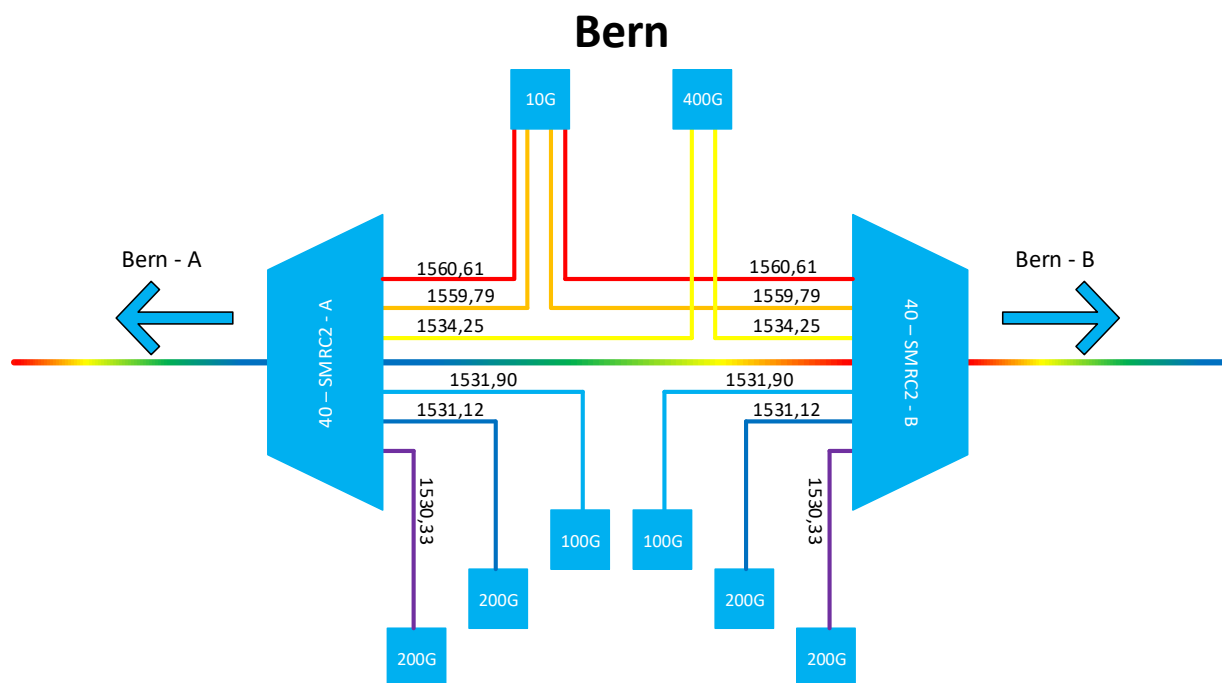 Bern
10G
400G
Bern - A
Bern - B
1560,61
1560,61
1559,79
1559,79
1534,25
1534,25
40 – SMRC2 - A
40 – SMRC2 - B
1531,90
1531,90
1531,12
1531,12
1530,33
1530,33
100G
100G
200G
200G
200G
200G